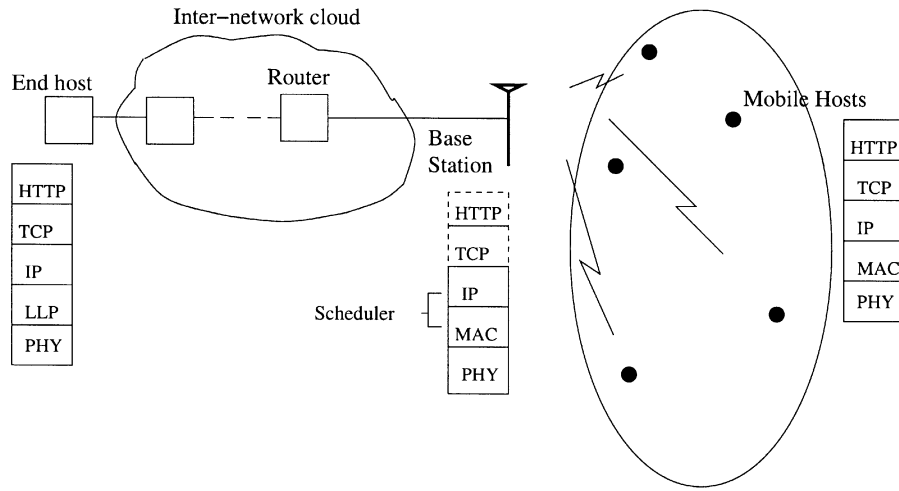 Inter-network cloud
End host
Router
Mobile Hosts
Base
Station
HTTP
TCP
IP
LLP
PHY
HTTP
TCP
IP
MAC
PHY
Scheduler
HTTP
TCP
IP
MAC
PHY